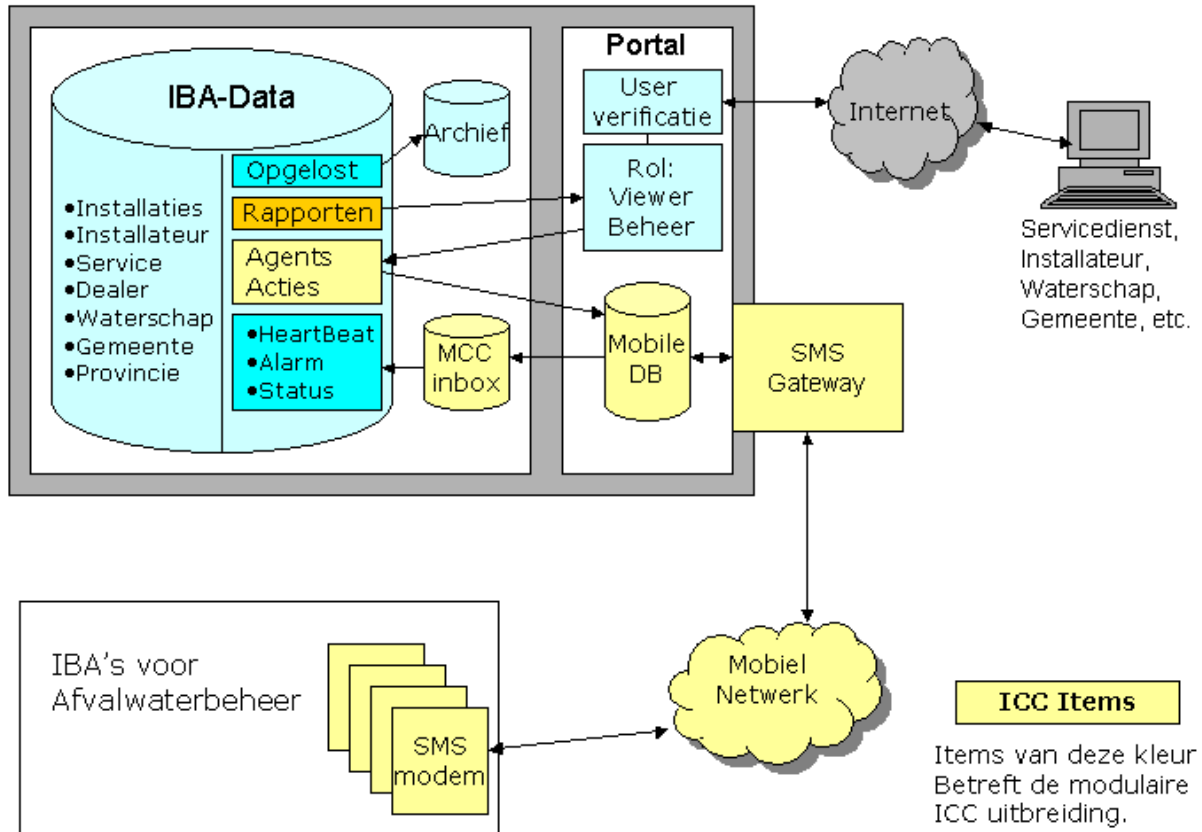 IBA-Data
Archief
Opgelost
Rapporten
Agents
Acties
•Installaties
•Installateur
•Service
•Dealer
•Waterschap
•Gemeente
•Provincie
•HeartBeat
•Alarm
•Status
MCC
inbox
Portal
User
verificatie
Rol:
Viewer
Beheer
Mobile
DB
SMS
Gateway
Internet
Servicedienst,
Installateur,
Waterschap,
Gemeente, etc.
IBA's voor
Afvalwaterbeheer
SMS
modem
Mobiel
Netwerk
ICC Items
Items van deze kleur
Betreft de modulaire
ICC uitbreiding.